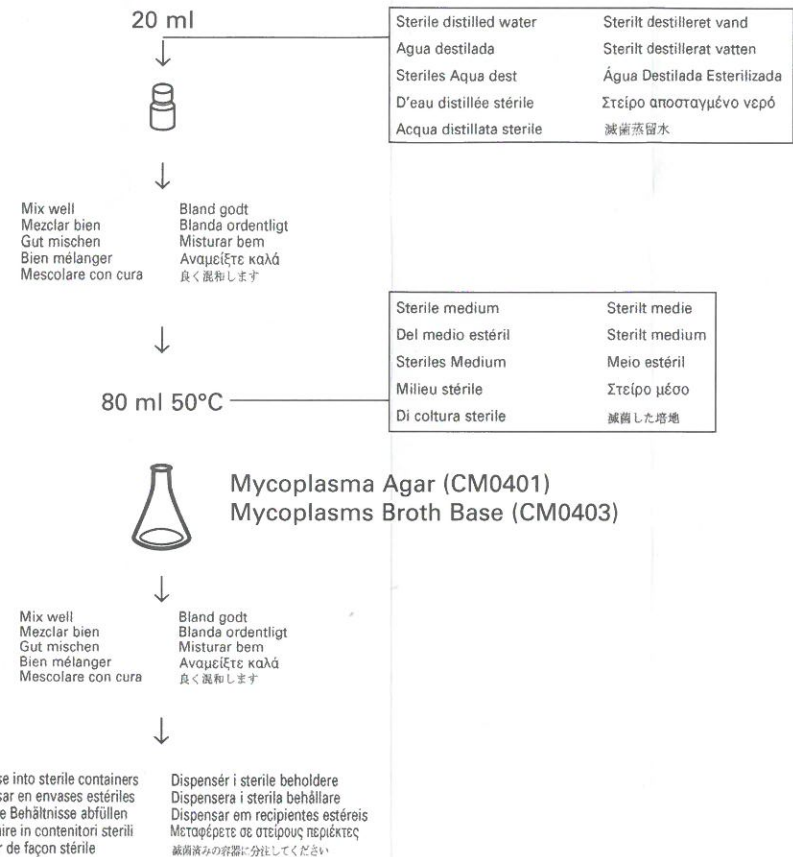 20 ml
Sterile distilled water
Agua destilada
Steriles Aqua dest
D'eau distillée stérile
Acqua distillata sterile
Sterilt destilleret vand
Sterilt destillerat vatten
Água Destilada Esterilizada
Στείρο αποσταγμένο νερό
滅菌蒸留水
Mix well
Mezclar bien
Gut mischen
Bien mélanger
Mescolare con cura
Bland godt
Blanda ordentligt
Misturar bem
Αναμείξτε καλά
良く混和します
Sterile medium
Del medio estéril
Steriles Medium
Milieu stérile
Di coltura sterile
Sterilt medie
Sterilt medium
Meio estéril
Στείρο μέσο
滅菌した培地
80 ml 50°C
Mycoplasma Agar (CM0401)
Mycoplasms Broth Base (CM0403)
Mix well
Mezclar bien
Gut mischen
Bien mélanger
Mescolare con cura
Bland godt
Blanda ordentligt
Misturar bem
Αναμείξτε καλά
良く混和します
se into sterile containers
sar en envases estériles
e Behältnisse abfüllen
ire in contenitori sterili
r de façon stérile
Dispensér i sterile beholdere
Dispensera i sterila behållare
Dispensar em recipientes estéreis
Μεταφέρετε σε στείρους περιέκτες
滅菌済みの容器に分注してください